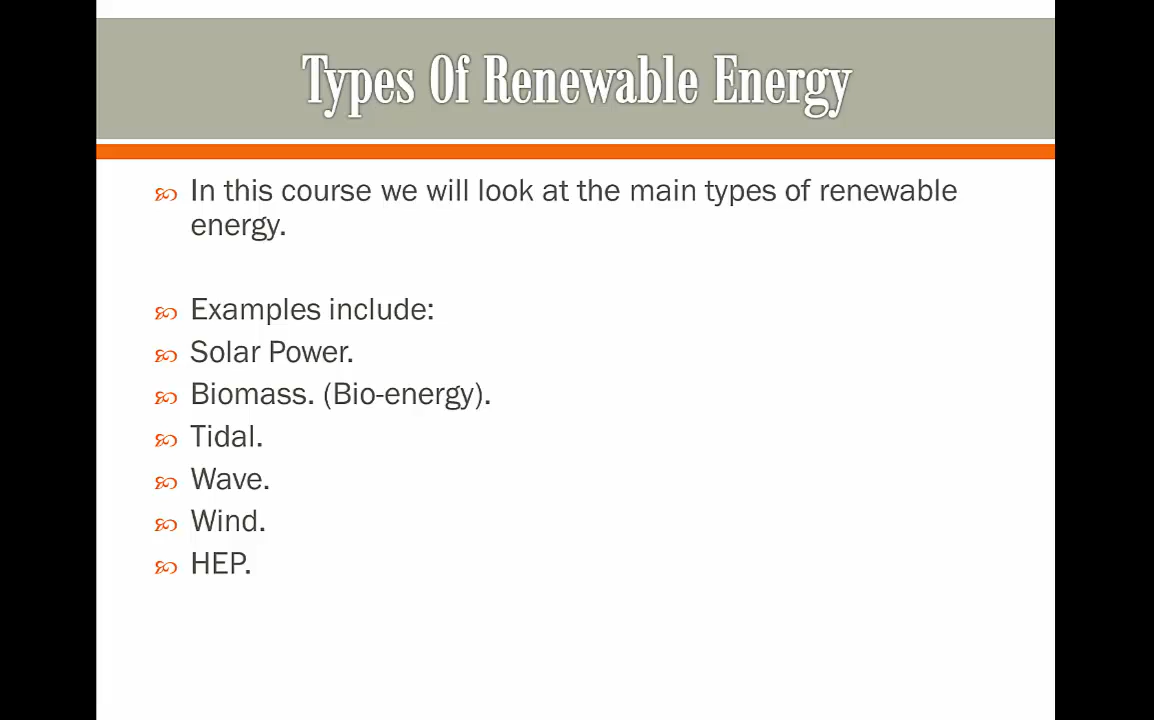 Types Of Renewable Energy
In this course we will look at the main types of renewable
energy.
Examples include:
Solar Power.
Biomass. (Bio-energy).
Tidal.
Wave.
Wind.
HEP.